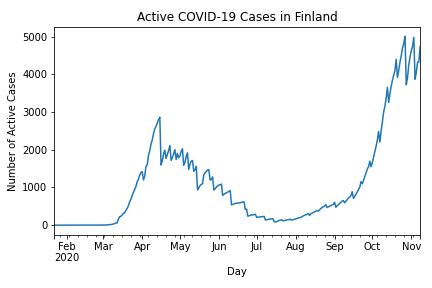 Active COVID-19 Cases in Finland
Number of Active Cases
5000
4000
3000
2000
1000
0
Feb Mar Apr May Jun Jul Aug Sep Oct Nov
2020
Day